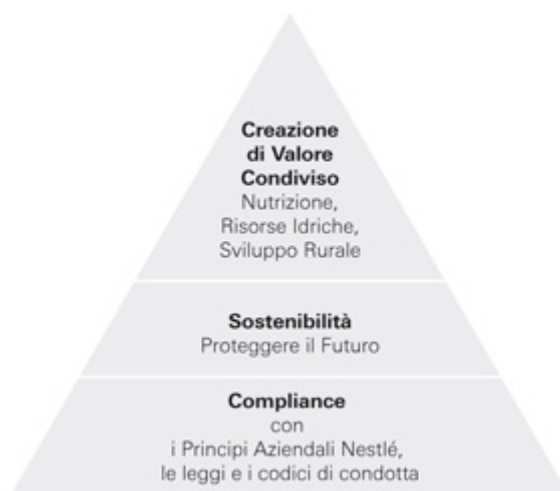 Creazione
di Valore
Condiviso
Nutrizione,
Risorse Idriche,
Sviluppo Rurale
Sostenibilità
Proteggere il Futuro
Compliance
con
i Principi Aziendali Nestlé,
le leggi e i codici di condotta